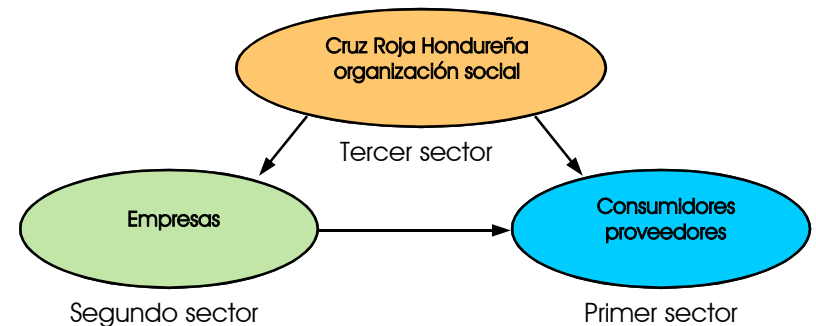 Cruz Roja Hondureña
organización social
Tercer sector
Empresas
Consumidores
proveedores
Segundo sector
Primer sector